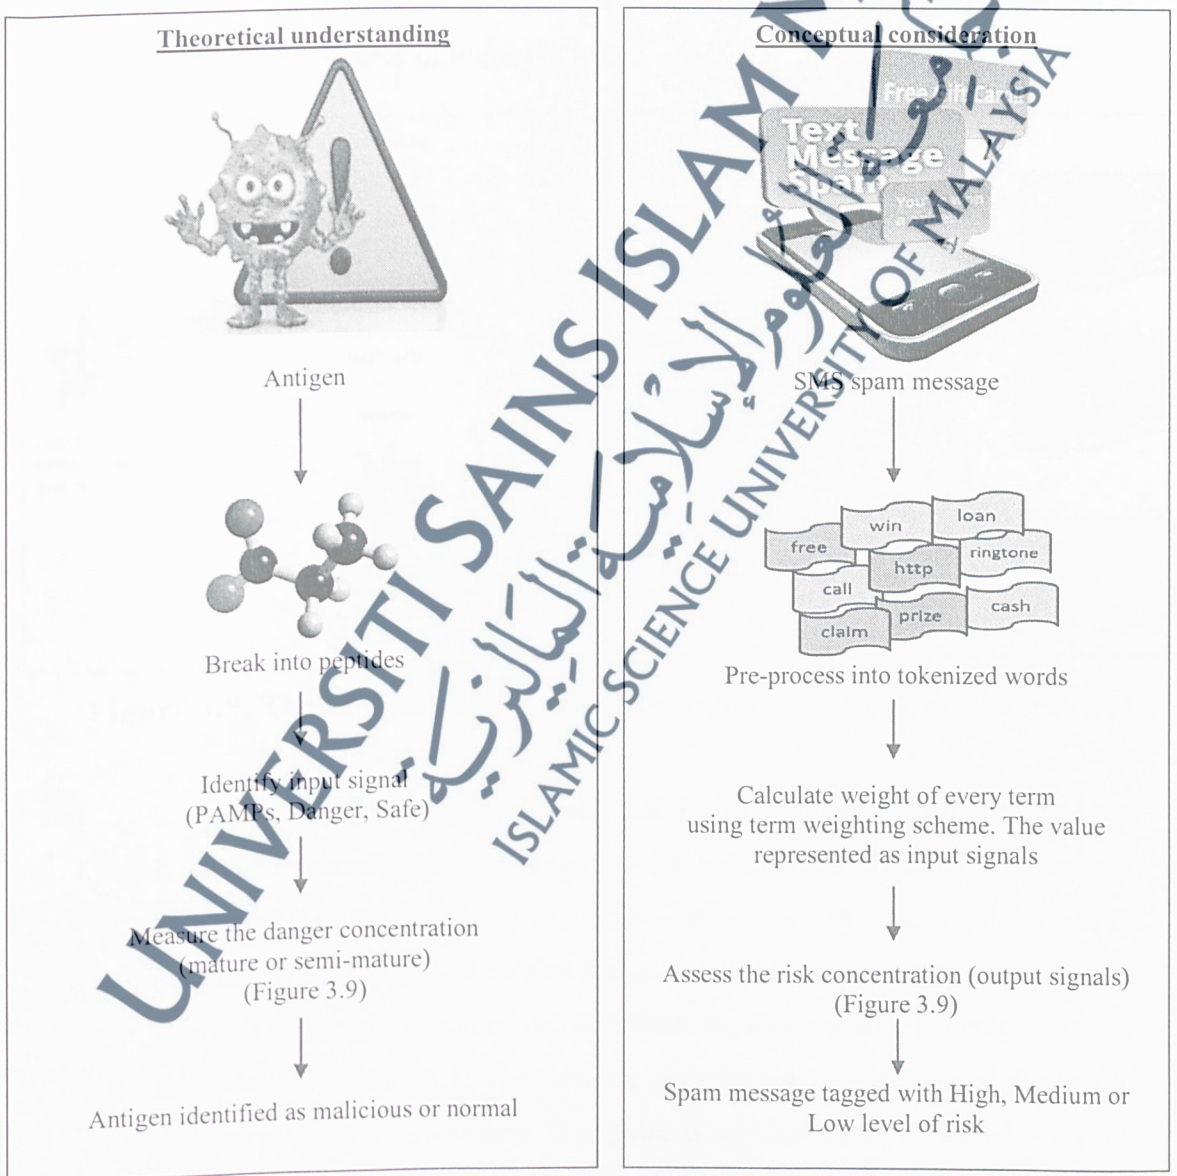 Theoretical understanding
Antigen
Break into peptides
Identify input signal
(PAMPs, Danger, Safe)
Measure the danger concentration
(mature or semi-mature)
(Figure 3.9)
Antigen identified as malicious or normal
Conceptual consideration
Free Gift Card!
Text
Message
Spam
You
a
SMS spam message
win
loan
free
http
ringtone
call
prize
cash
claim
Pre-process into tokenized words
Calculate weight of every term
using term weighting scheme. The value
represented as input signals
Assess the risk concentration (output signals)
(Figure 3.9)
Spam message tagged with High, Medium or
Low level of risk
UNIVERSITI SAINS ISLAM M
جامعة العلوم الإسلامية الماليزية
ISLAMIC SCIENCE UNIVERSITY OF MALAYSIA